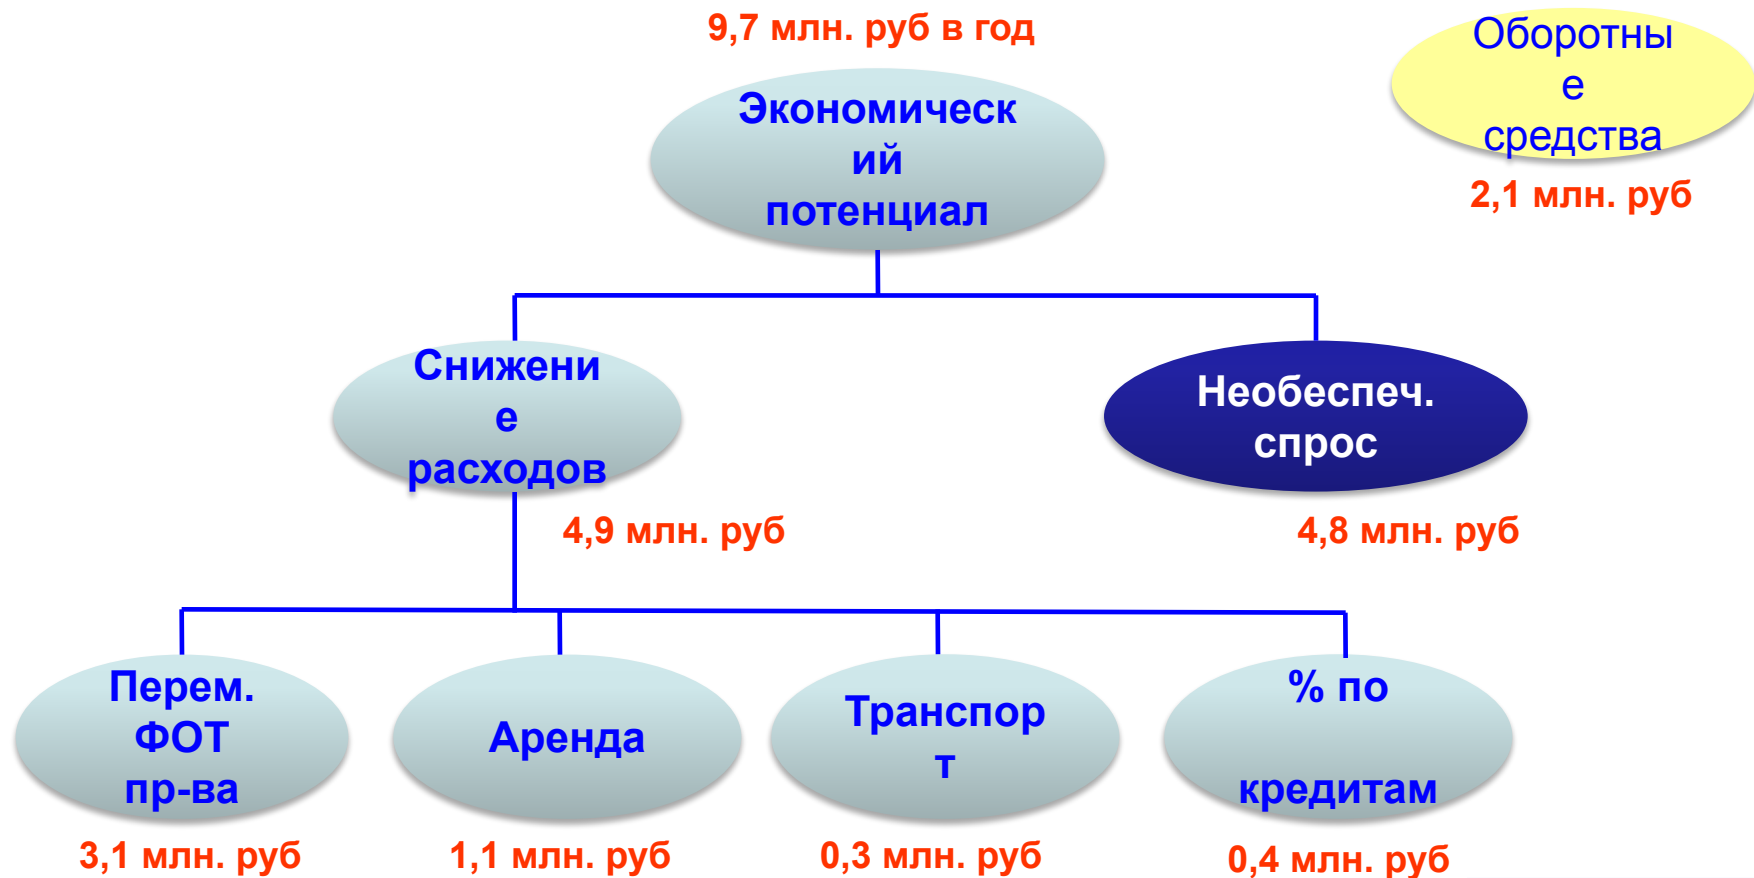 9,7 млн. руб в год
Экономическ
ий
потенциал
Оборотны
е
средства
2,1 млн. руб
Снижени
е
расходов
4,9 млн. руб
Необеспеч.
спрос
4,8 млн. руб
Перем.
ФОТ
пр-ва
3,1 млн. руб
Аренда
1,1 млн. руб
Транспор
т
0,3 млн. руб
% по
кредитам
0,4 млн. руб